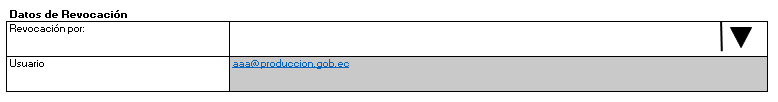 Datos de Revocación
Revocación por:
Usuario aaa@produccion.gob.ec